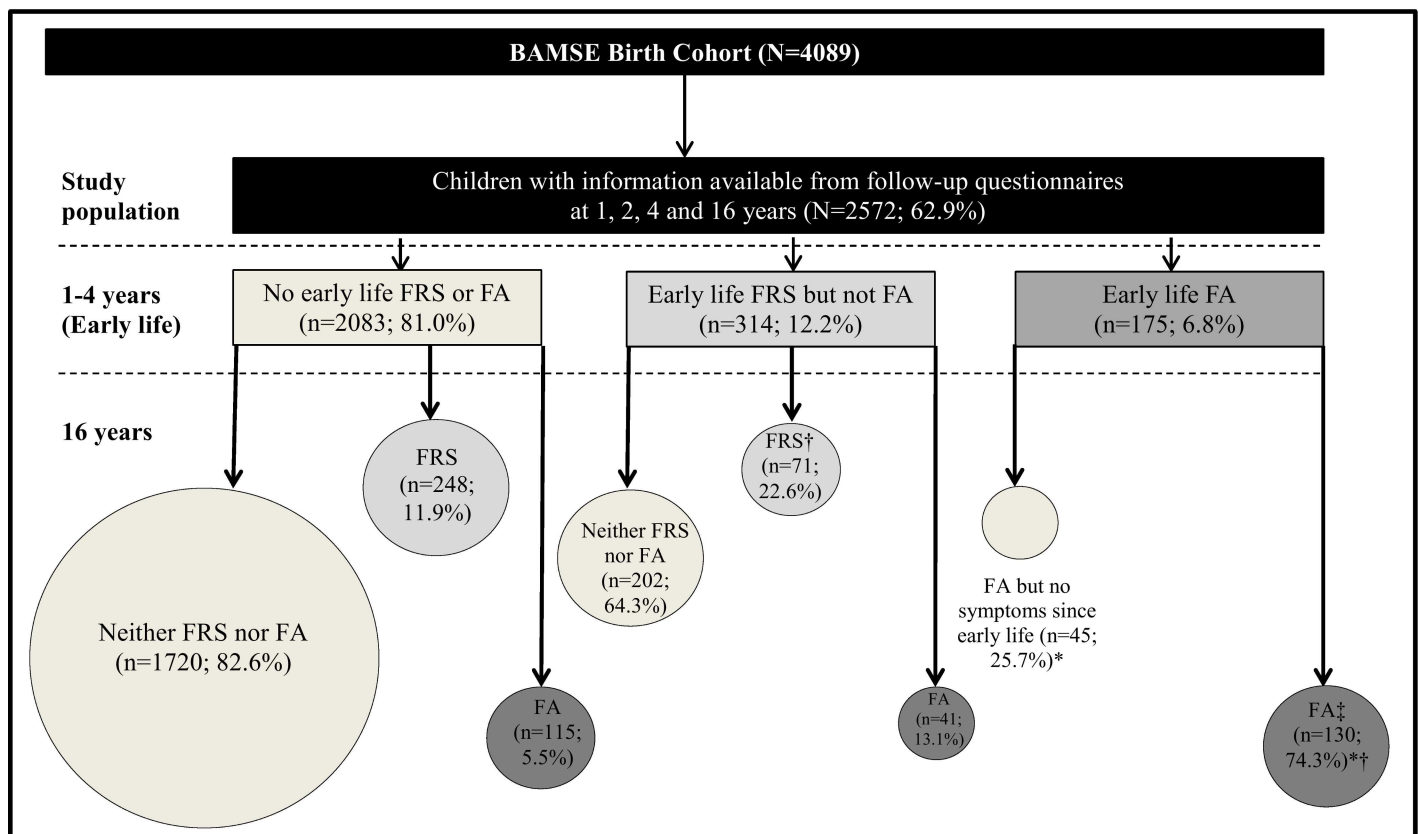 BAMSE Birth Cohort (N=4089)
Study
population
Children with information available from follow-up questionnaires
at 1, 2, 4 and 16 years (N=2572; 62.9%)
1-4 years
(Early life)
No early life FRS or FA
(n=2083; 81.0%)
Early life FRS but not FA
(n=314; 12.2%)
Early life FA
(n=175; 6.8%)
16 years
Neither FRS nor FA
(n=1720; 82.6%)
FRS
(n=248;
11.9%)
FA
(n=115;
5.5%)
Neither FRS
nor FA
(n=202;
64.3%)
FRS†
(n=71;
22.6%)
FA
(n=41;
13.1%)
FA but no
symptoms since
early life (n=45;
25.7%)*
FA‡
(n=130;
74.3%)*†